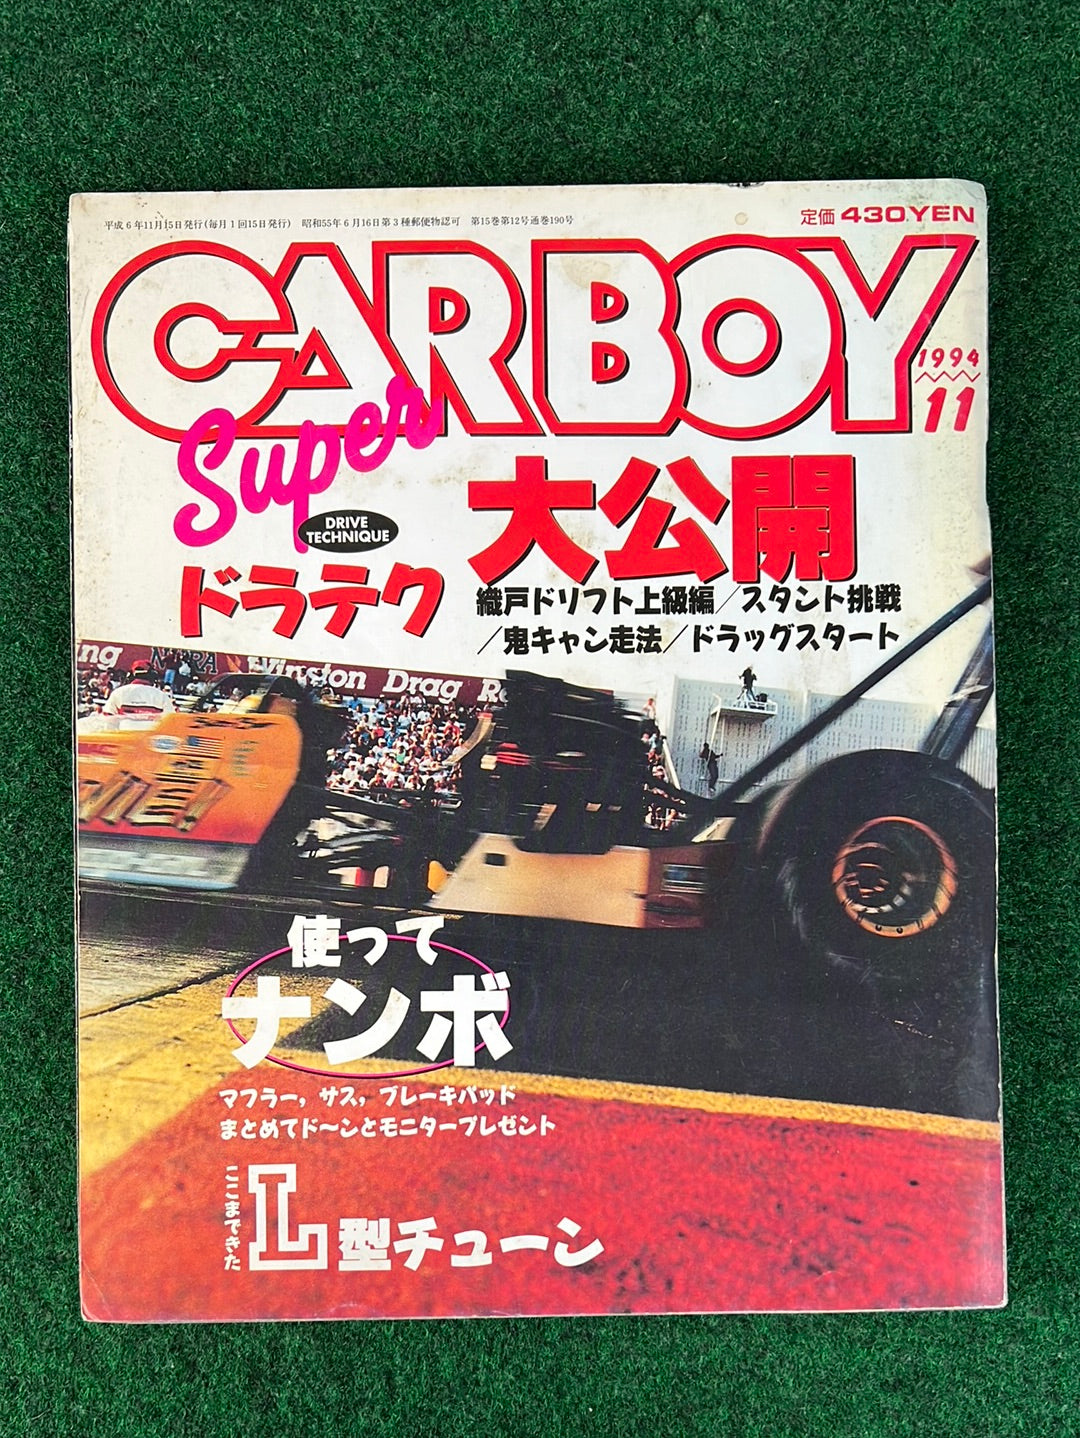 平成6年11月15日発行(毎月1回15日発行) 昭和55年6月16日第3種郵便物認可 第15巻第12号通巻190号
定価 430.YEN
CARBOY
1994
11
Super
DRIVE
TECHNIQUE
ドラテク
大公開
織戸ドリフト上級編/スタント挑戦
/鬼キャン走法/ドラッグスタート
ng NHRA Winston Drag R
使って
ナンボ
マフラー, サス, ブレーキパッド
まとめてド〜ンとモニタープレゼント
ここまできた
L型チューン